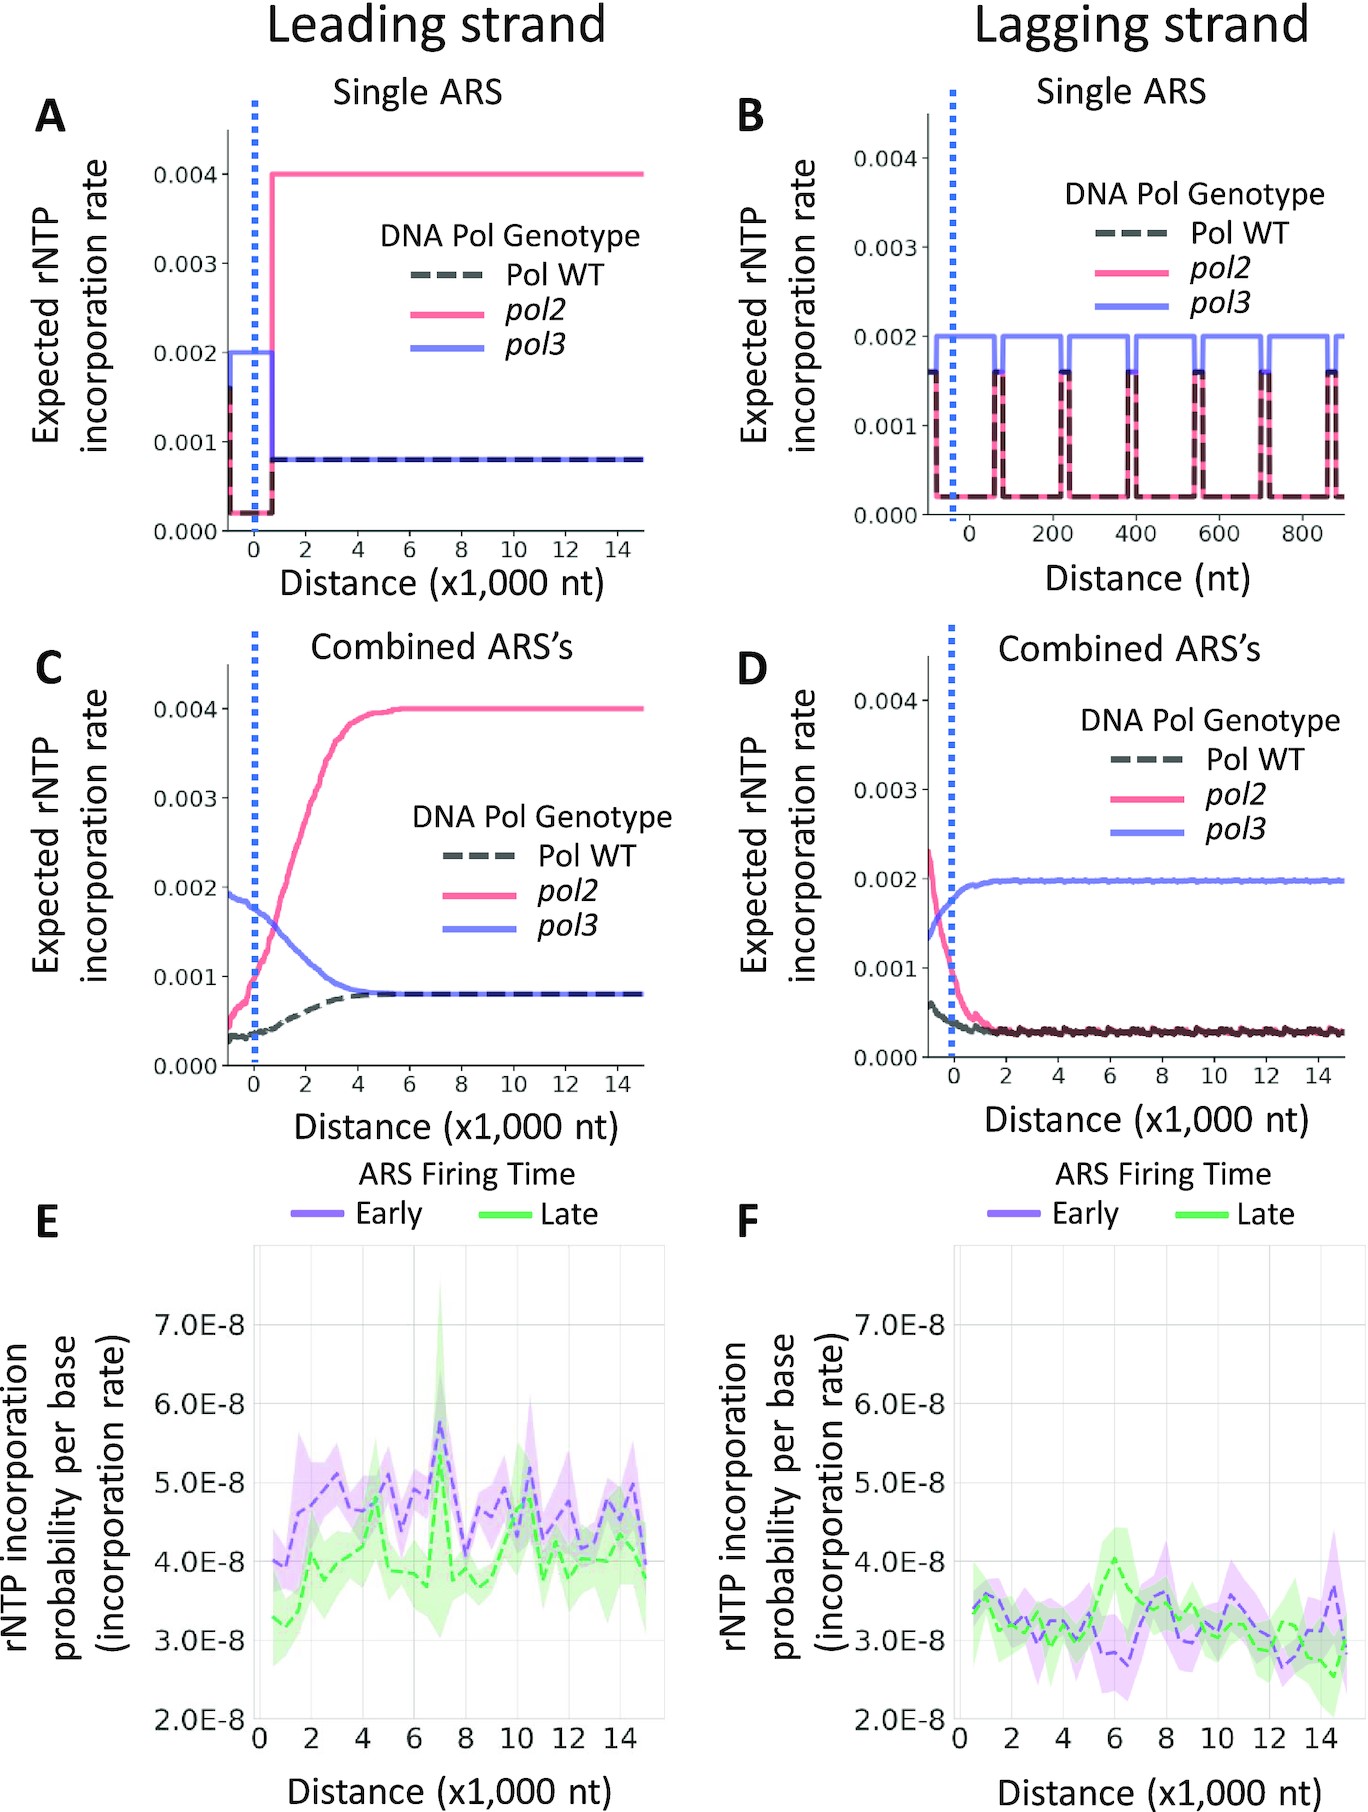 Leading strand
Lagging strand
A
Single ARS
Expected rNTP
incorporation rate
0.004
0.003
0.002
0.001
0.000
DNA Pol Genotype
Pol WT
pol2
pol3
0 2 4 6 8 10 12 14
Distance (x1,000 nt)
B
Single ARS
Expected rNTP
incorporation rate
0.004
0.003
0.002
0.001
0.000
DNA Pol Genotype
Pol WT
pol2
pol3
0 200 400 600 800
Distance (nt)
C
Combined ARS’s
Expected rNTP
incorporation rate
0.004
0.003
0.002
0.001
0.000
DNA Pol Genotype
Pol WT
pol2
pol3
0 2 4 6 8 10 12 14
Distance (x1,000 nt)
D
Combined ARS’s
Expected rNTP
incorporation rate
0.004
0.003
0.002
0.001
0.000
DNA Pol Genotype
Pol WT
pol2
pol3
0 2 4 6 8 10 12 14
Distance (x1,000 nt)
E
ARS Firing Time
Early Late
rNTP incorporation
probability per base
(incorporation rate)
7.0E-8
6.0E-8
5.0E-8
4.0E-8
3.0E-8
2.0E-8
0 2 4 6 8 10 12 14
Distance (x1,000 nt)
F
ARS Firing Time
Early Late
rNTP incorporation
probability per base
(incorporation rate)
7.0E-8
6.0E-8
5.0E-8
4.0E-8
3.0E-8
2.0E-8
0 2 4 6 8 10 12 14
Distance (x1,000 nt)